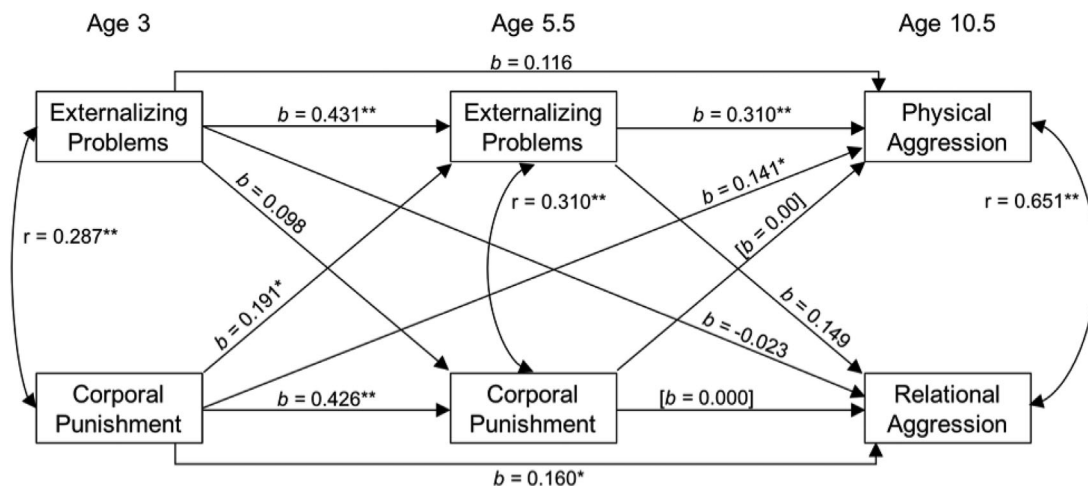 Age 3
Age 5.5
Age 10.5
b = 0.116
Externalizing
Problems
b = 0.431**
Externalizing
Problems
b = 0.310**
Physical
Aggression
b = 0.098
b = 0.141*
r = 0.287**
r = 0.310**
r = 0.651**
[b = 0.00]
b = 0.191*
b = 0.149
b = -0.023
Corporal
Punishment
b = 0.426**
Corporal
Punishment
[b = 0.000]
Relational
Aggression
b = 0.160*